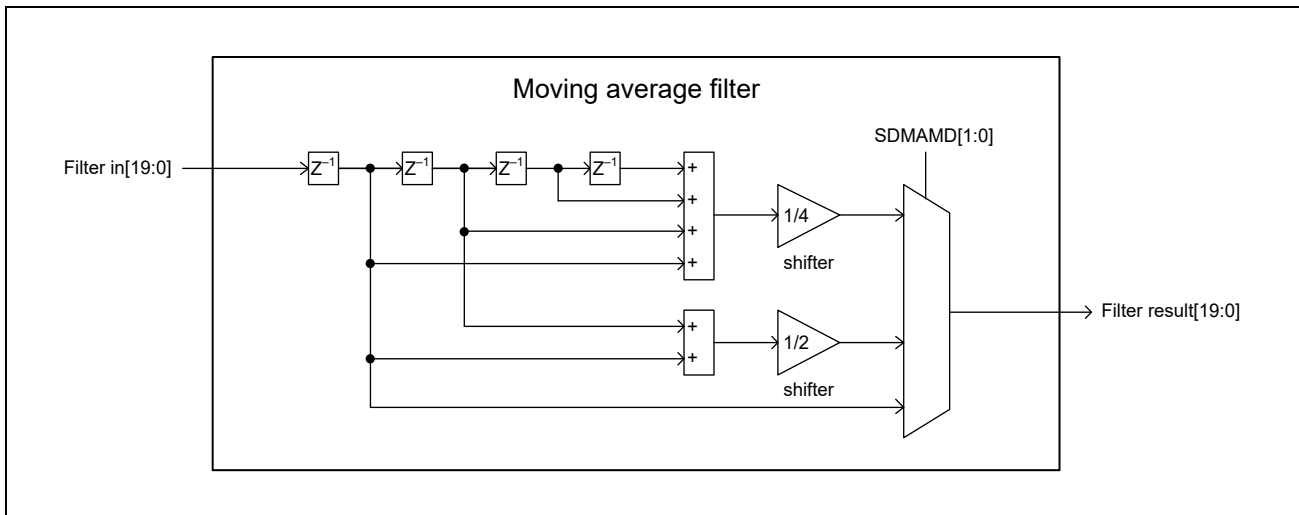 Moving average filter
SDMAMD[1:0]
Filter in[19:0]
Z⁻¹
Z⁻¹
Z⁻¹
Z⁻¹
+
+
+
+
1/4
shifter
Filter result[19:0]
+
+
1/2
shifter